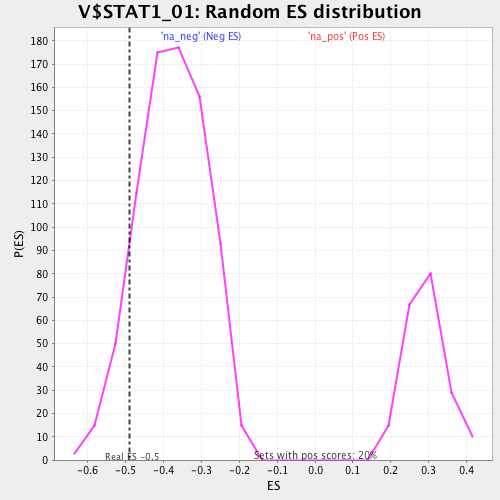 V$STAT1_01: Random ES distribution
'na_neg' (Neg ES) 'na_pos' (Pos ES)
180
170
160
150
140
130
120
110
100
90
80
70
60
50
40
30
20
10
0
P(ES)
Real ES -0.5
Sets with pos scores: 20%
-0.6 -0.5 -0.4 -0.3 -0.2 -0.1 0.0 0.1 0.2 0.3 0.4
ES